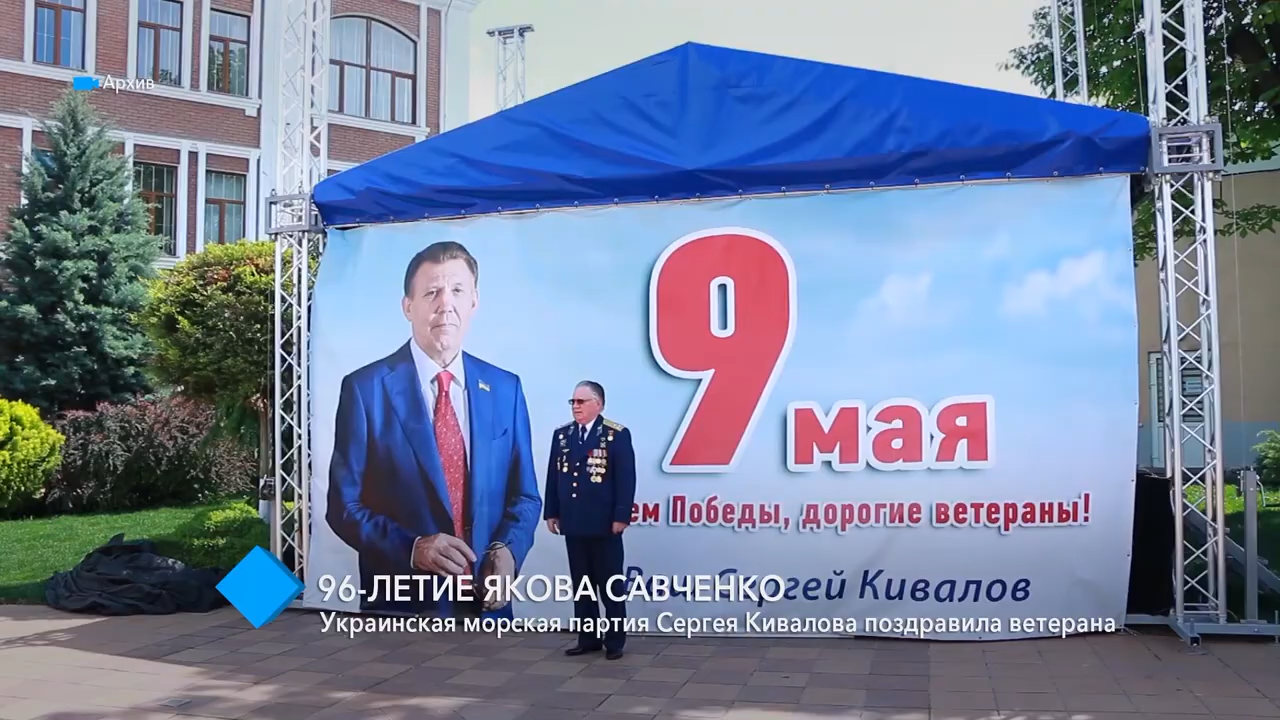 Архив
9 мая
ем Победы, дорогие ветераны!
Сергей Кивалов
96-ЛЕТИЕ ЯКОВА САВЧЕНКО
Украинская морская партия Сергея Кивалова поздравила ветерана